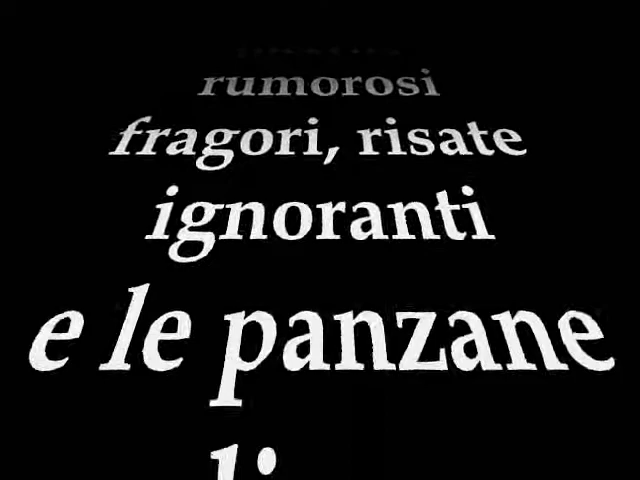 rumorosi
fragori, risate
ignoranti
e le panzane